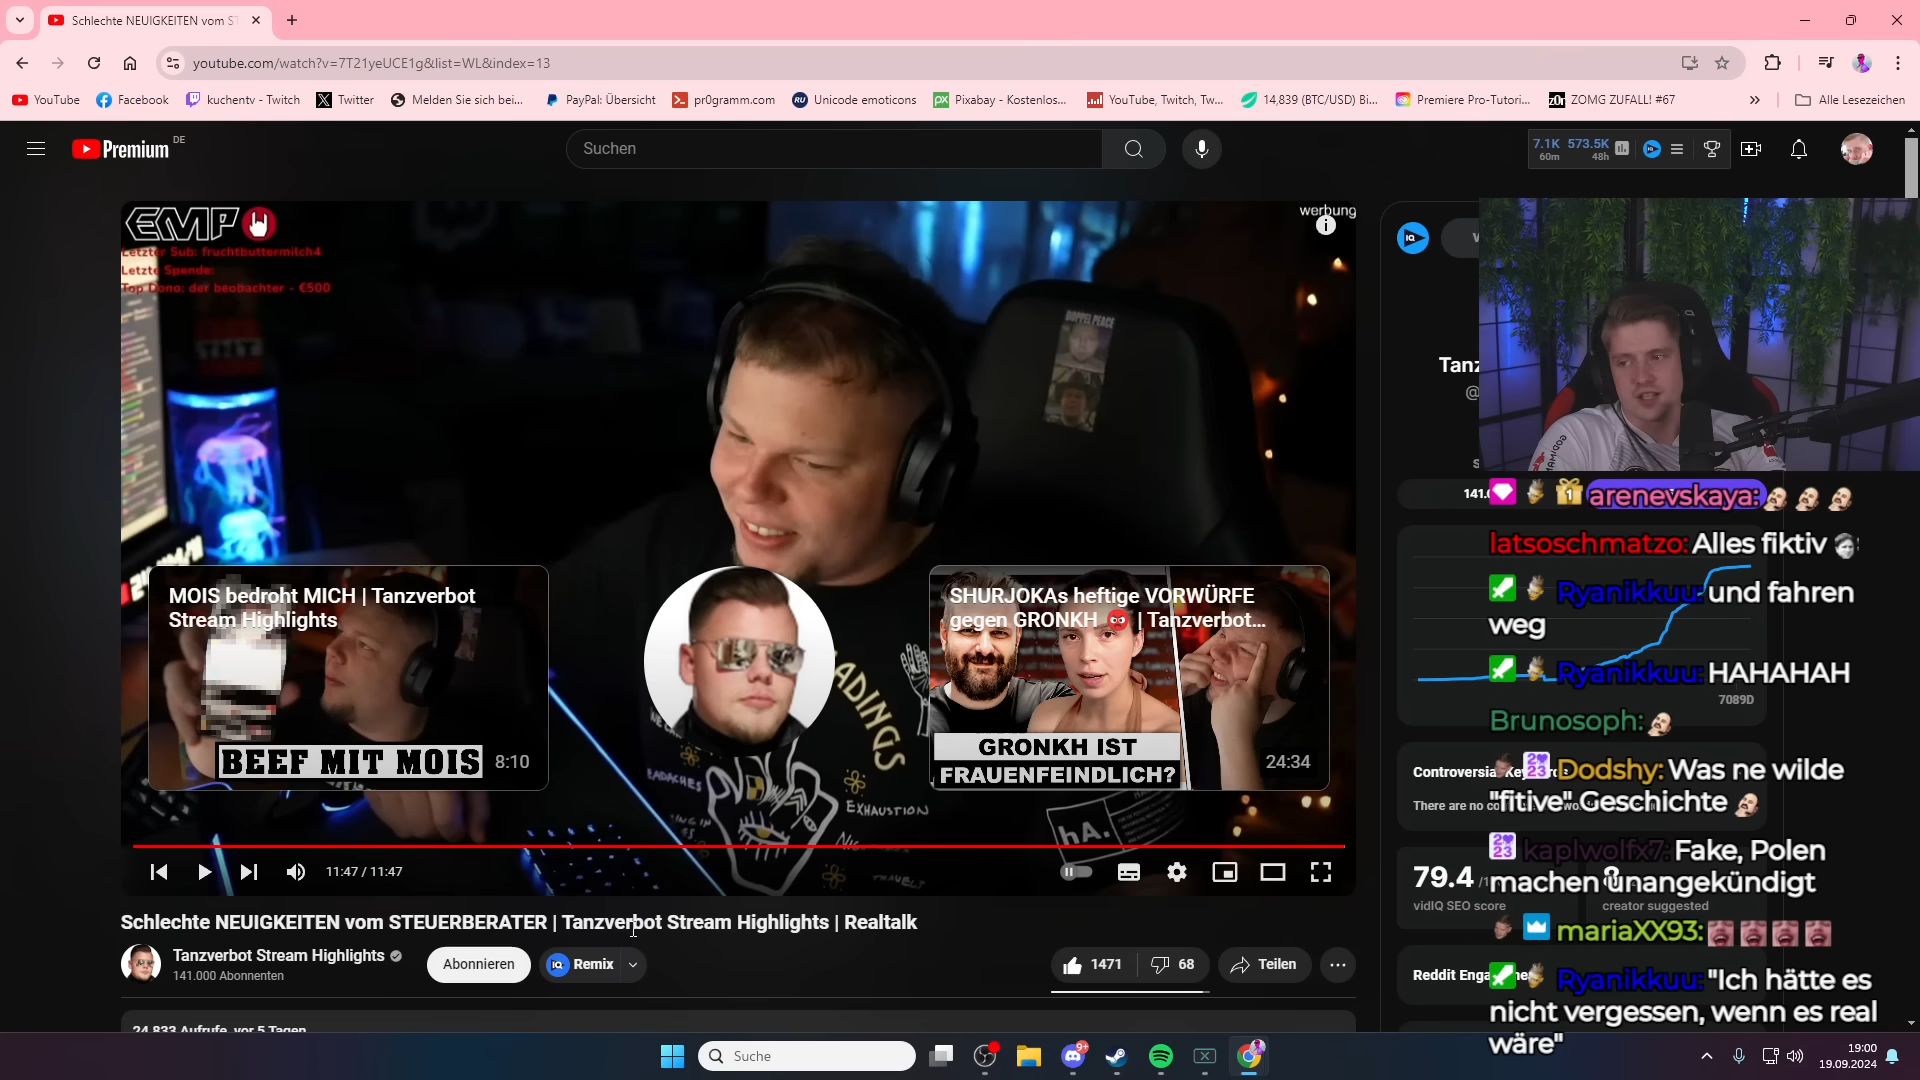 Schlechte NEUIGKEITEN vom ST
youtube.com/watch?v=7T21yeUCE1g&list=WL&index=13
YouTube
Facebook
kuchentv - Twitch
Twitter
Melden Sie sich bei...
PayPal: Übersicht
pr0gramm.com
Unicode emoticons
Pixabay - Kostenlos...
YouTube, Twitch, Tw...
14,839 (BTC/USD) Bi...
Premiere Pro-Tutori...
ZOMG ZUFALL! #67
Alle Lesezeichen
Premium DE
Suchen
7.1K 573.5K
60m 48h
EMP
werbung
Letzter Sub: fruchtbuttermilch4
Letzte Spende:
Top Dono: der beobachter - €500
DOPPEL PEACE
MOIS bedroht MICH | Tanzverbot
Stream Highlights
BEEF MIT MOIS
8:10
SHURJOKAs heftige VORWÜRFE
gegen GRONKH | Tanzverbot...
GRONKH IST
FRAUENFEINDLICH?
24:34
EXHAUSTION
hA.
11:47 / 11:47
Schlechte NEUIGKEITEN vom STEUERBERATER | Tanzverbot Stream Highlights | Realtalk
Tanzverbot Stream Highlights
141.000 Abonnenten
Abonnieren
Remix
1471
68
Teilen
24.833 Aufrufe vor 5 Tagen
Tanz
@
141.
arenevskaya:
latsoschmatzo: Alles fiktiv
Ryanikkuu: und fahren
weg
Ryanikkuu: HAHAHAH
7089D
Brunosoph:
Dodshy: Was ne wilde
"fitive" Geschichte
kaplwolfx7: Fake, Polen
machen unangekündigt
79.4
vidIQ SEO score
creator suggested
mariaXX93:
Reddit Enga
Ryanikkuu: "Ich hätte es
nicht vergessen, wenn es real
wäre"
Suche
9+
19:00
19.09.2024